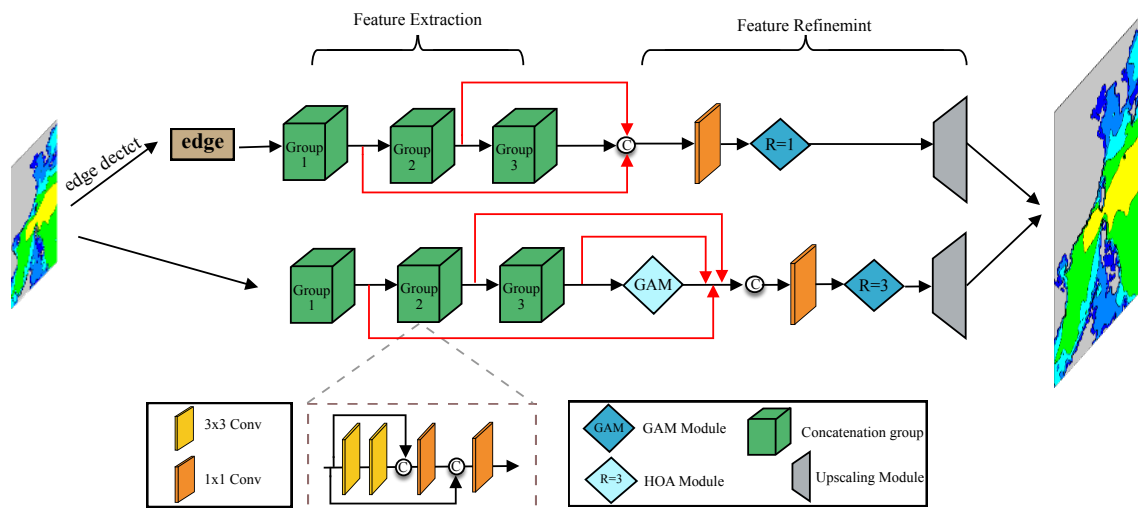 Feature Extraction
Feature Refinemint
edge dectct
edge
Group
1
Group
2
Group
3
C
R=1
Group
1
Group
2
Group
3
GAM
C
R=3
3x3 Conv
1x1 Conv
C
C
GAM
GAM Module
R=3
HOA Module
Concatenation group
Upscaling Module